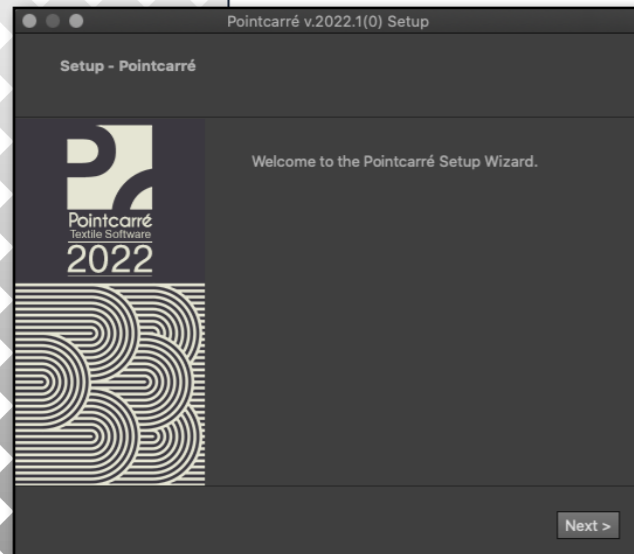 Pointcarré v.2022.1(0) Setup
Setup - Pointcarré
Pointcarré
Textile Software
2022
Welcome to the Pointcarré Setup Wizard.
Next >